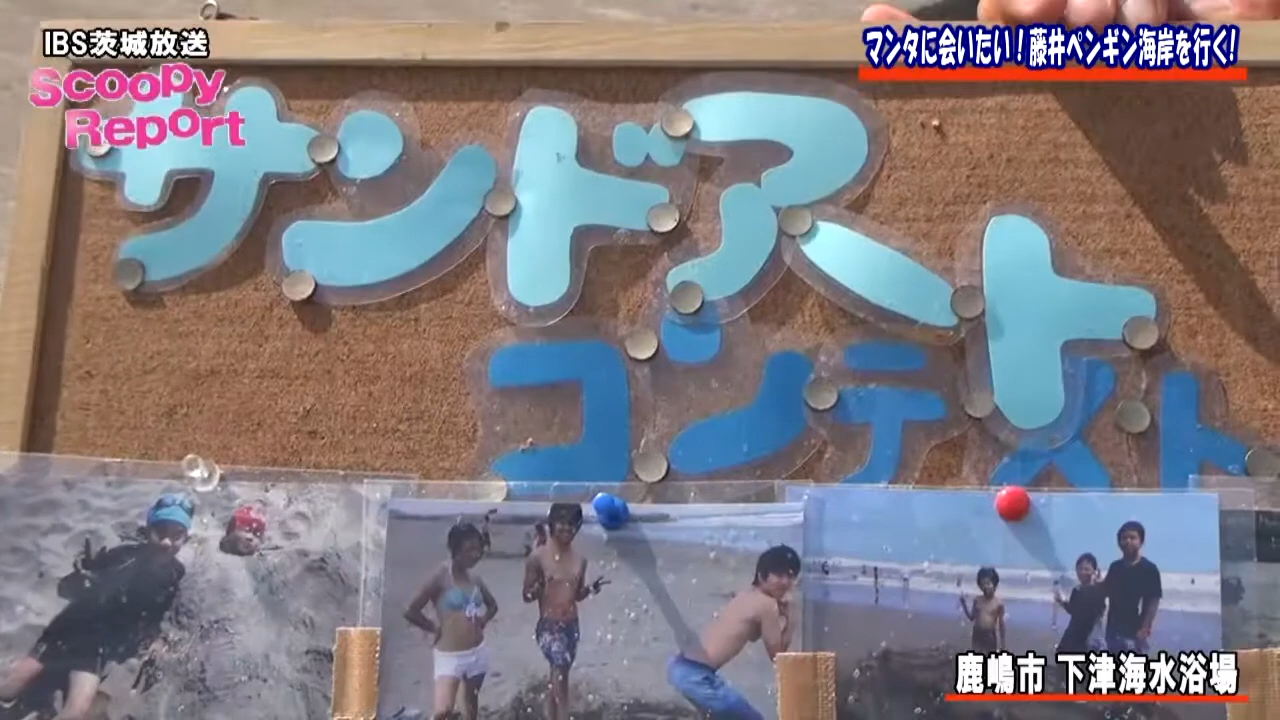 IBS茨城放送
Scoopy
Report
マンタに会いたい！藤井ペンギン海岸を行く！
サンドアート
コンテスト
鹿嶋市 下津海水浴場